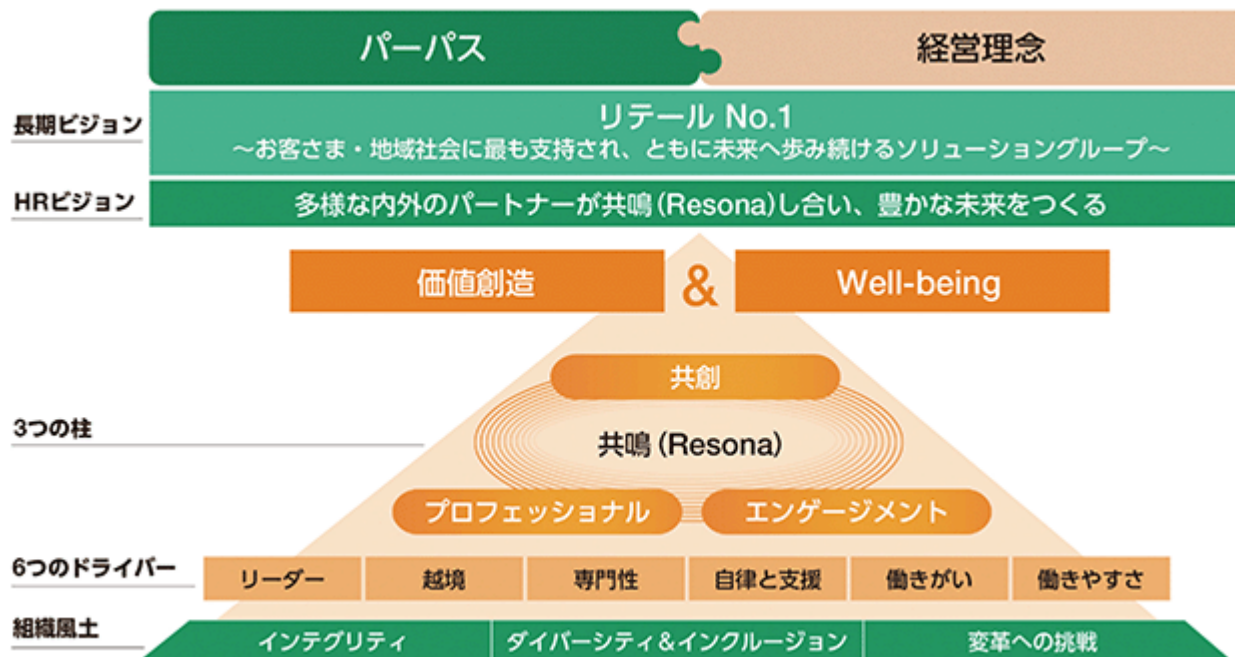 パーパス
経営理念
長期ビジョン
リテール No.1
～お客さま・地域社会に最も支持され、ともに未来へ歩み続けるソリューショングループ～
HRビジョン
多様な内外のパートナーが共鳴(Resona)し合い、豊かな未来をつくる
価値創造
&
Well-being
共創
3つの柱
共鳴(Resona)
プロフェッショナル
エンゲージメント
6つのドライバー
リーダー
越境
専門性
自律と支援
働きがい
働きやすさ
組織風土
インテグリティ
ダイバーシティ&インクルージョン
変革への挑戦